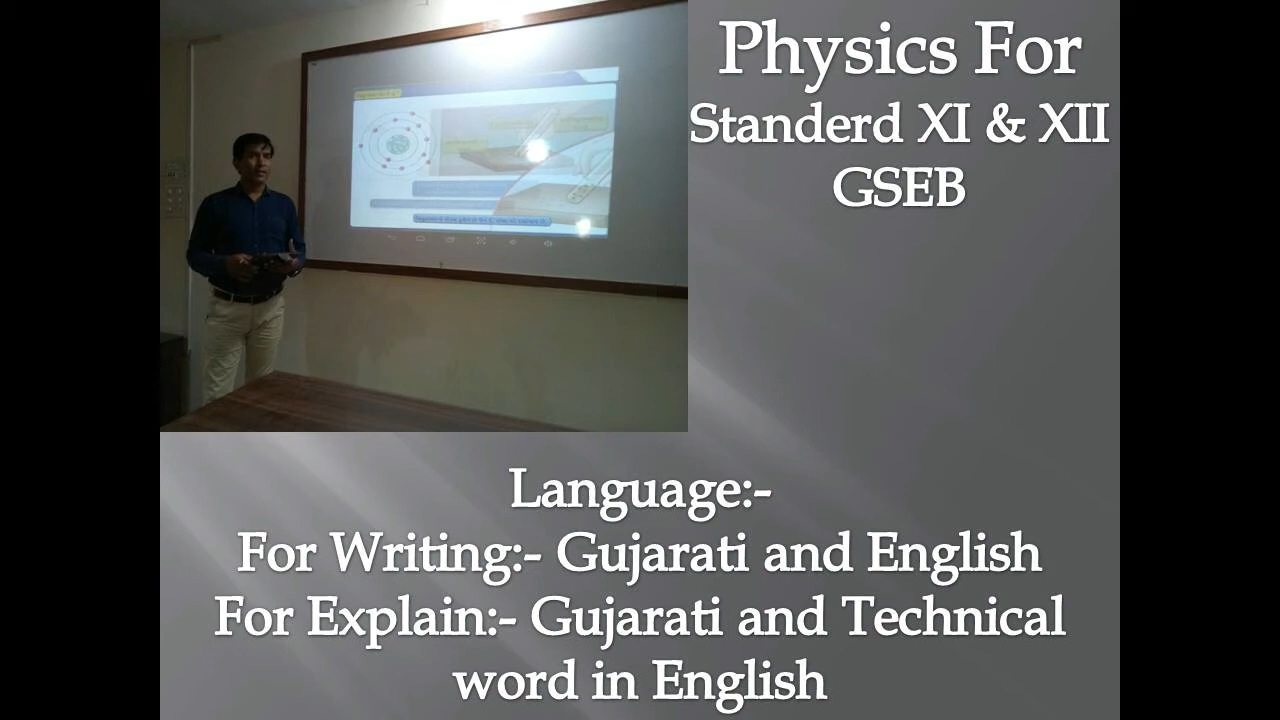 Physics For
Standerd XI & XII
GSEB
Language:-
For Writing:- Gujarati and English
For Explain:- Gujarati and Technical
word in English